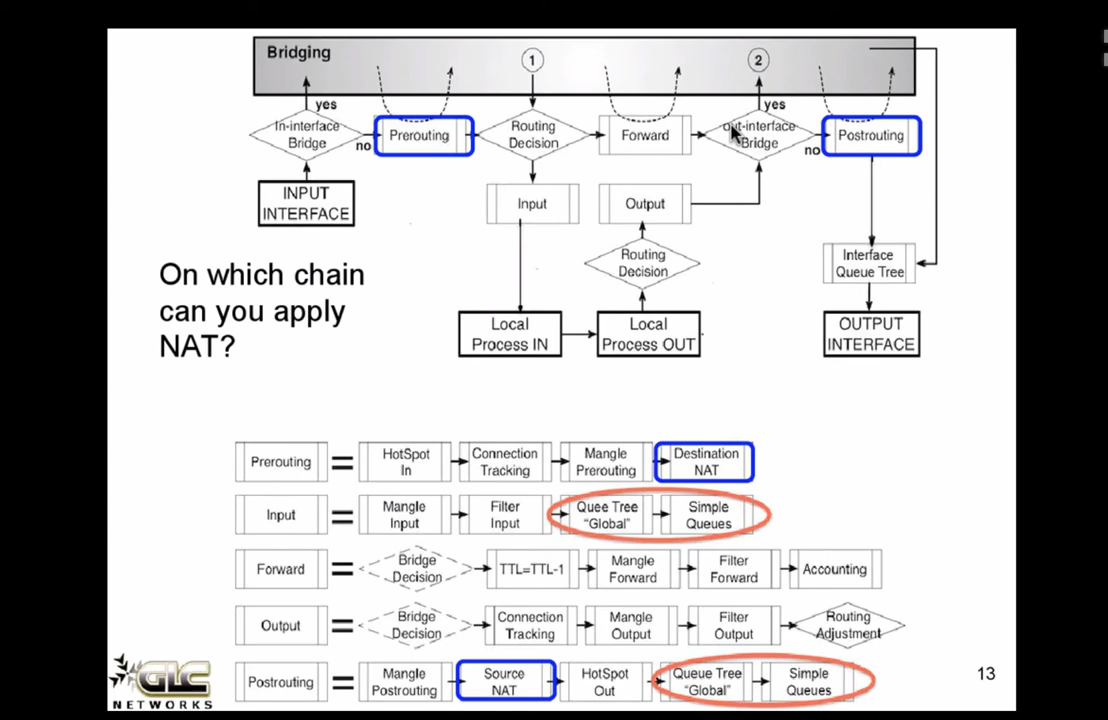 Bridging
1
2
yes
yes
In-interface
Bridge
no
Prerouting
Routing
Decision
Forward
out-interface
Bridge
no
Postrouting
INPUT
INTERFACE
Input
Output
Routing
Decision
Interface
Queue Tree
Local
Process IN
Local
Process OUT
OUTPUT
INTERFACE
On which chain
can you apply
NAT?
Prerouting
=
HotSpot
In
Connection
Tracking
Mangle
Prerouting
Destination
NAT
Input
=
Mangle
Input
Filter
Input
Quee Tree
“Global”
Simple
Queues
Forward
=
Bridge
Decision
TTL=TTL-1
Mangle
Forward
Filter
Forward
Accounting
Output
=
Bridge
Decision
Connection
Tracking
Mangle
Output
Filter
Output
Routing
Adjustment
Postrouting
=
Mangle
Postrouting
Source
NAT
HotSpot
Out
Queue Tree
“Global”
Simple
Queues
GLC
NETWORKS
13